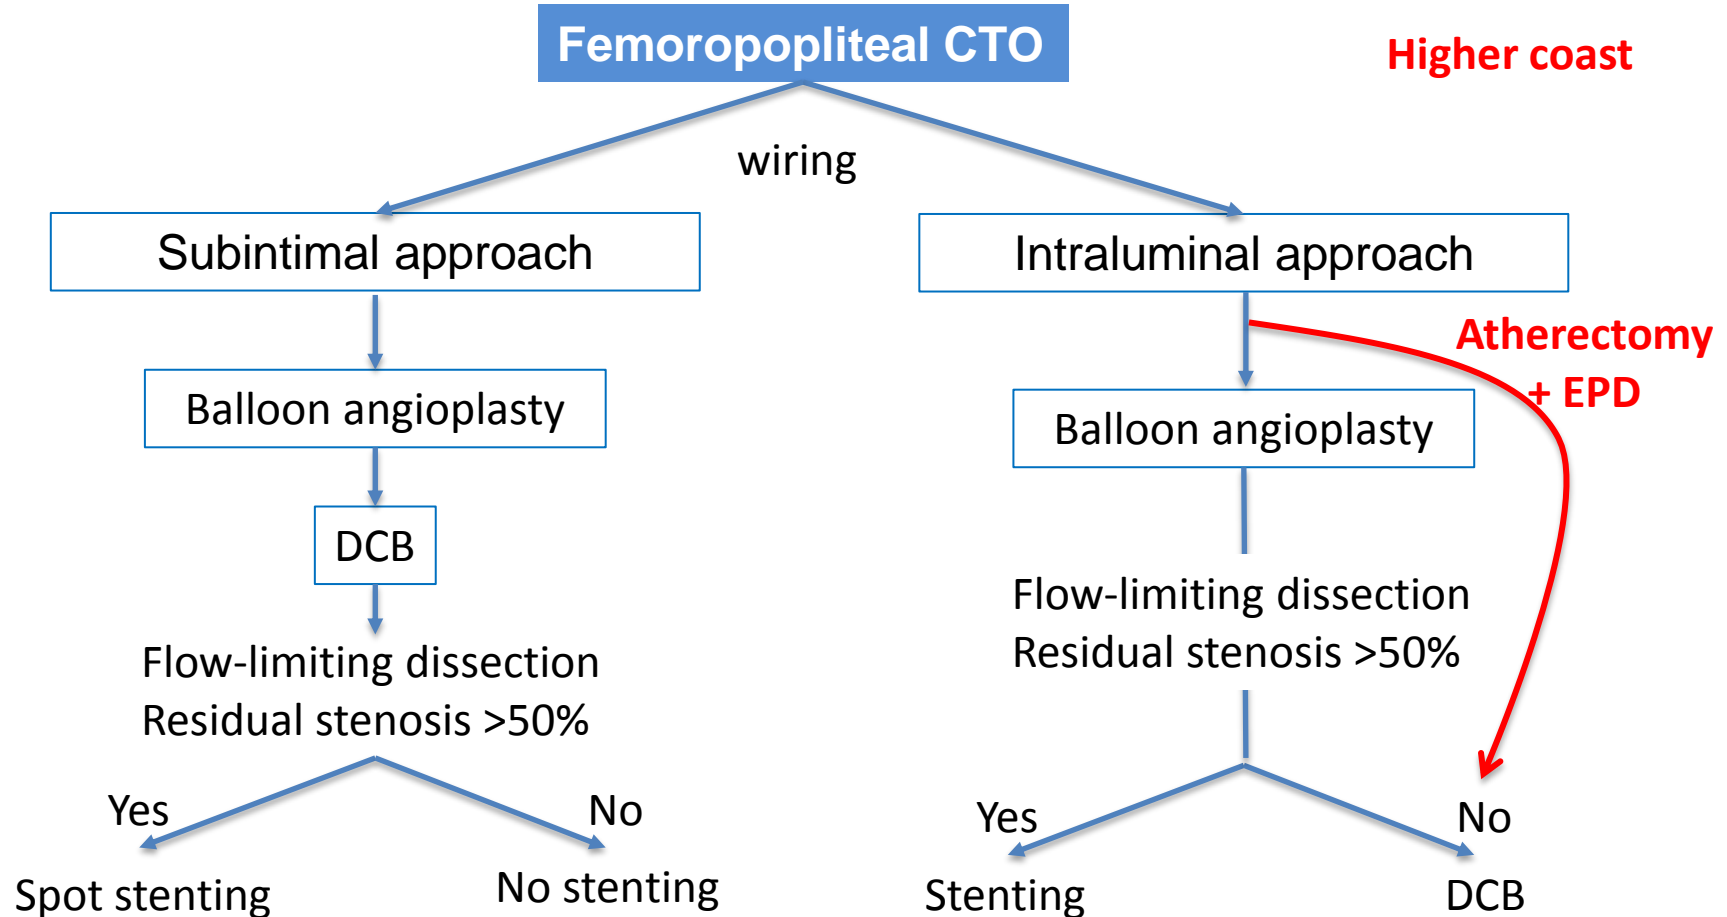 Femoropopliteal CTO
Higher coast
wiring
Subintimal approach
Intraluminal approach
Atherectomy
+ EPD
Balloon angioplasty
Balloon angioplasty
DCB
Flow-limiting dissection
Residual stenosis >50%
Flow-limiting dissection
Residual stenosis >50%
Yes
No
Yes
No
Spot stenting
No stenting
Stenting
DCB